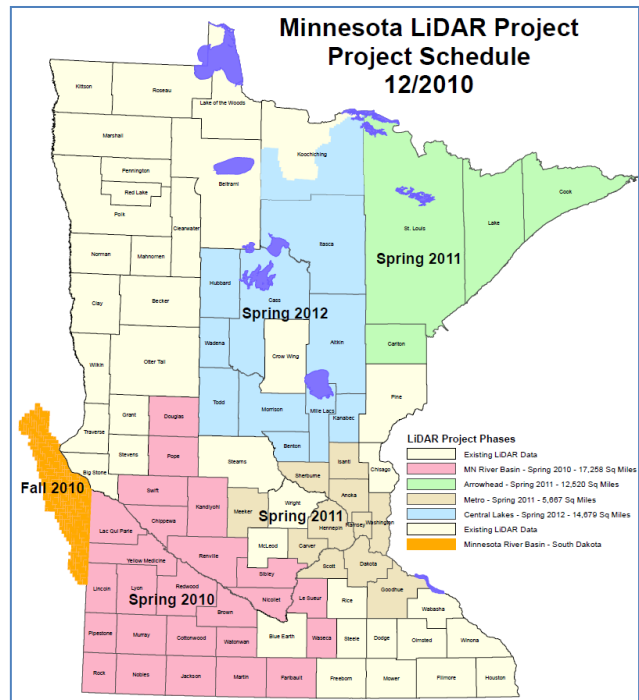 Minnesota LiDAR Project
Project Schedule
12/2010
Kittson
Roseau
Lake of the Woods
Marshall
Koochiching
Pennington
Beltrami
Red Lake
Cook
Polk
St. Louis
Lake
Clearwater
Itasca
Norman
Mahnomen
Spring 2011
Hubbard
Cass
Clay
Becker
Spring 2012
Wadena
Aitkin
Crow Wing
Carlton
Wilkin
Otter Tail
Pine
Todd
Morrison
Mille Lacs
Kanabec
Grant
Douglas
Traverse
Benton
LiDAR Project Phases
Stevens
Pope
Stearns
Isanti
Chisago
Existing LiDAR Data
Big Stone
Sherburne
MN River Basin - Spring 2010 - 17,258 Sq Miles
Fall 2010
Swift
Anoka
Arrowhead - Spring 2011 - 12,520 Sq Miles
Kandiyohi
Meeker
Wright
Spring 2011
Hennepin
Ramsey
Washington
Metro - Spring 2011 - 5,667 Sq Miles
Chippewa
Lac Qui Parle
Central Lakes - Spring 2012 - 14,679 Sq Miles
McLeod
Carver
Existing LiDAR Data
Renville
Yellow Medicine
Scott
Dakota
Minnesota River Basin - South Dakota
Sibley
Lincoln
Lyon
Redwood
Goodhue
Spring 2010
Nicollet
Le Sueur
Rice
Wabasha
Brown
Pipestone
Murray
Cottonwood
Watonwan
Blue Earth
Waseca
Steele
Dodge
Olmsted
Winona
Rock
Nobles
Jackson
Martin
Faribault
Freeborn
Mower
Fillmore
Houston